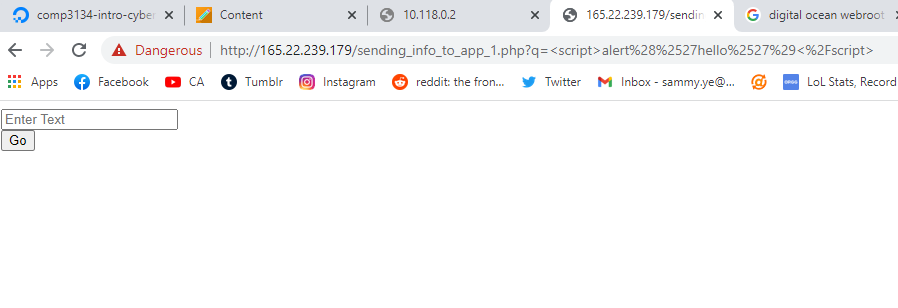 comp3134-intro-cyber
Content
10.118.0.2
165.22.239.179/sendin
digital ocean webroot
Dangerous
http://165.22.239.179/sending_info_to_app_1.php?q=<script>alert%28%2527hello%2527%29<%2Fscript>
Apps
Facebook
CA
Tumblr
Instagram
reddit: the fron...
Twitter
Inbox - sammy.ye@...
LoL Stats, Record
Enter Text
Go